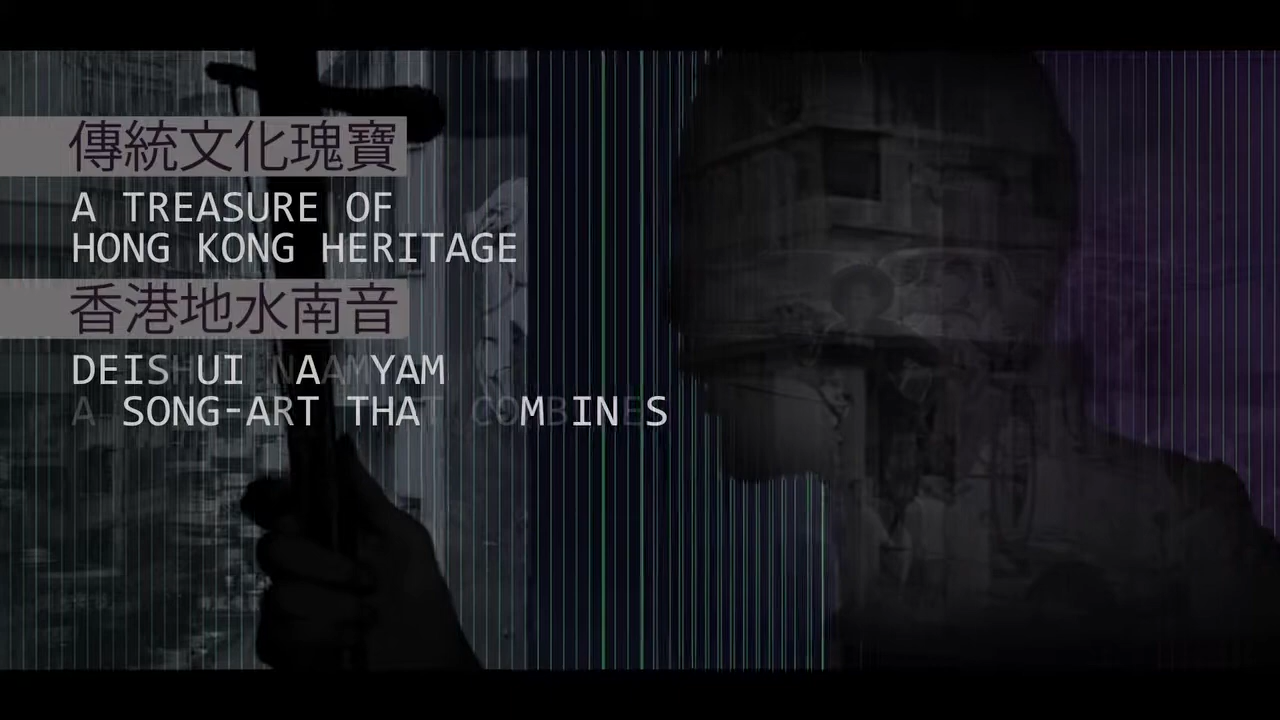 傳統文化瑰寶
A TREASURE OF
HONG KONG HERITAGE
香港地水南音
DEISHUI NAAMYAM
A SONG-ART THAT COMBINES